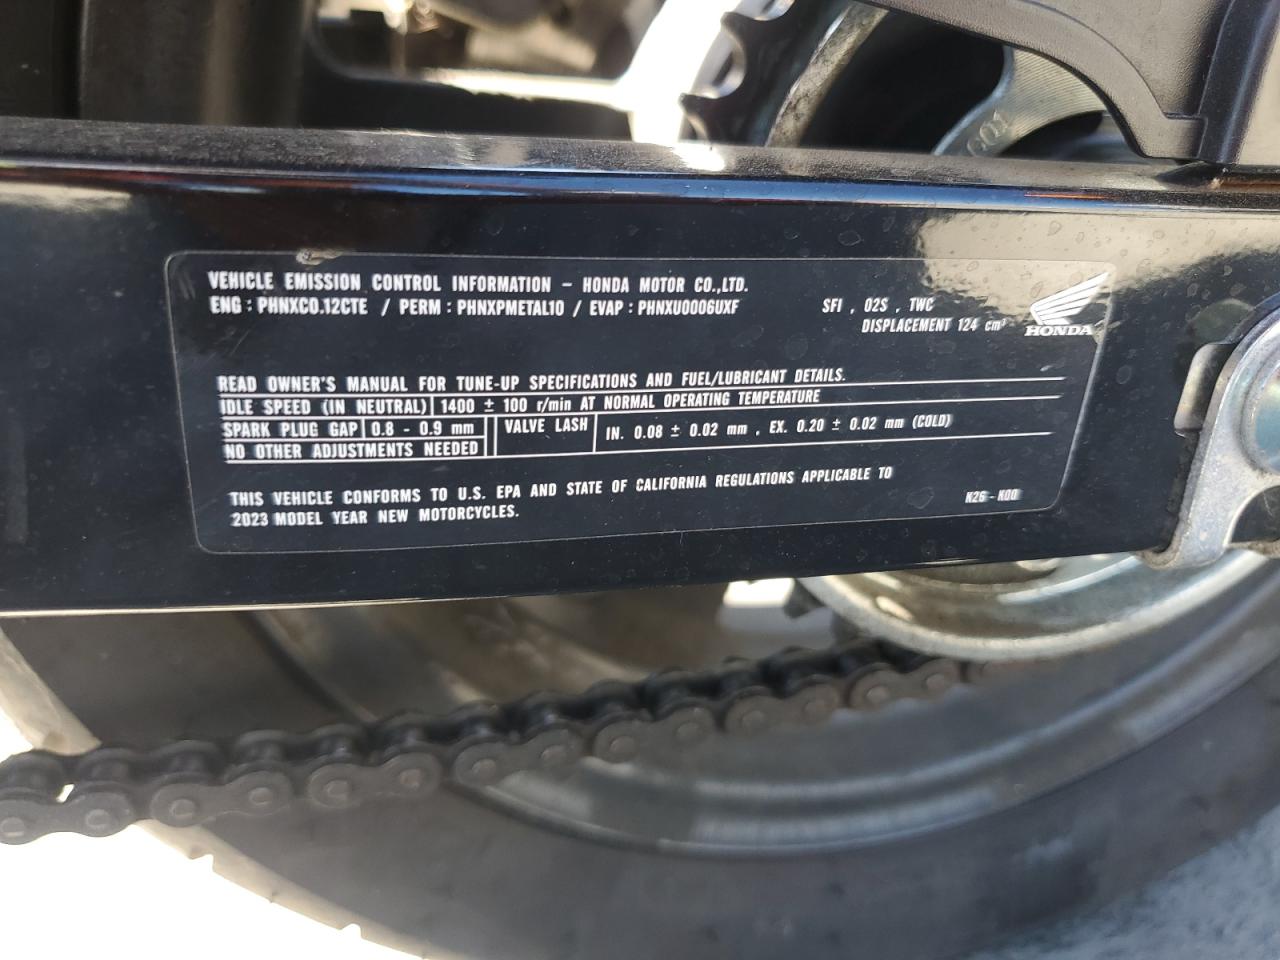 VEHICLE EMISSION CONTROL INFORMATION – HONDA MOTOR CO.,LTD.
ENG : PHNXC0.12CTE / PERM : PHNXPMETAL10 / EVAP : PHNXU0006UXF
SFI , O2S , TWC
DISPLACEMENT 124 cm³
HONDA
READ OWNER'S MANUAL FOR TUNE-UP SPECIFICATIONS AND FUEL/LUBRICANT DETAILS.
IDLE SPEED (IN NEUTRAL) 1400 ± 100 r/min AT NORMAL OPERATING TEMPERATURE
SPARK PLUG GAP 0.8 - 0.9 mm VALVE LASH IN. 0.08 ± 0.02 mm , EX. 0.20 ± 0.02 mm (COLD)
NO OTHER ADJUSTMENTS NEEDED
THIS VEHICLE CONFORMS TO U.S. EPA AND STATE OF CALIFORNIA REGULATIONS APPLICABLE TO
2023 MODEL YEAR NEW MOTORCYCLES.
K26 - K00